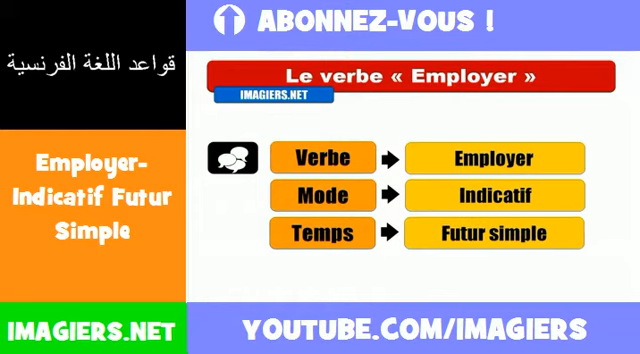 ABONNEZ-VOUS !
قواعد اللغة الفرنسية
Le verbe « Employer »
IMAGIERS.NET
Verbe
Employer
Mode
Indicatif
Temps
Futur simple
Employer-
Indicatif Futur
Simple
IMAGIERS.NET
YOUTUBE.COM/IMAGIERS